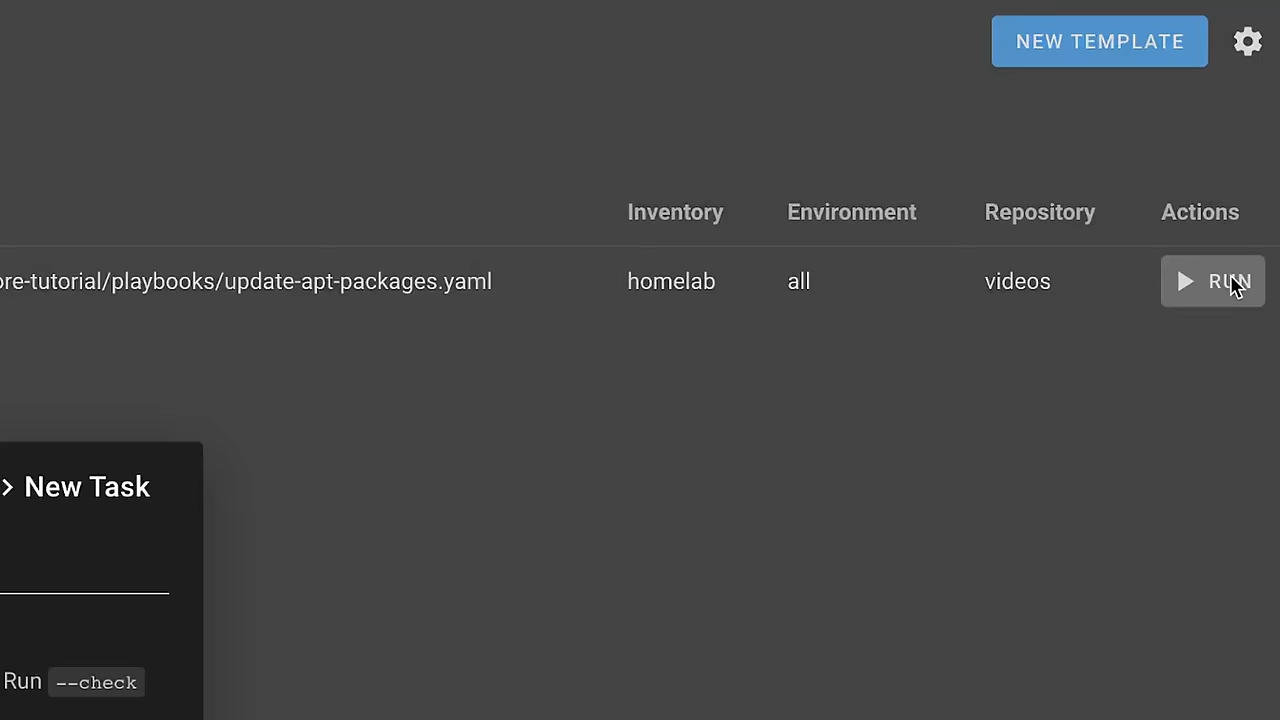 NEW TEMPLATE
Inventory Environment Repository Actions
ore-tutorial/playbooks/update-apt-packages.yaml homelab all videos RUN
> New Task
Run --check